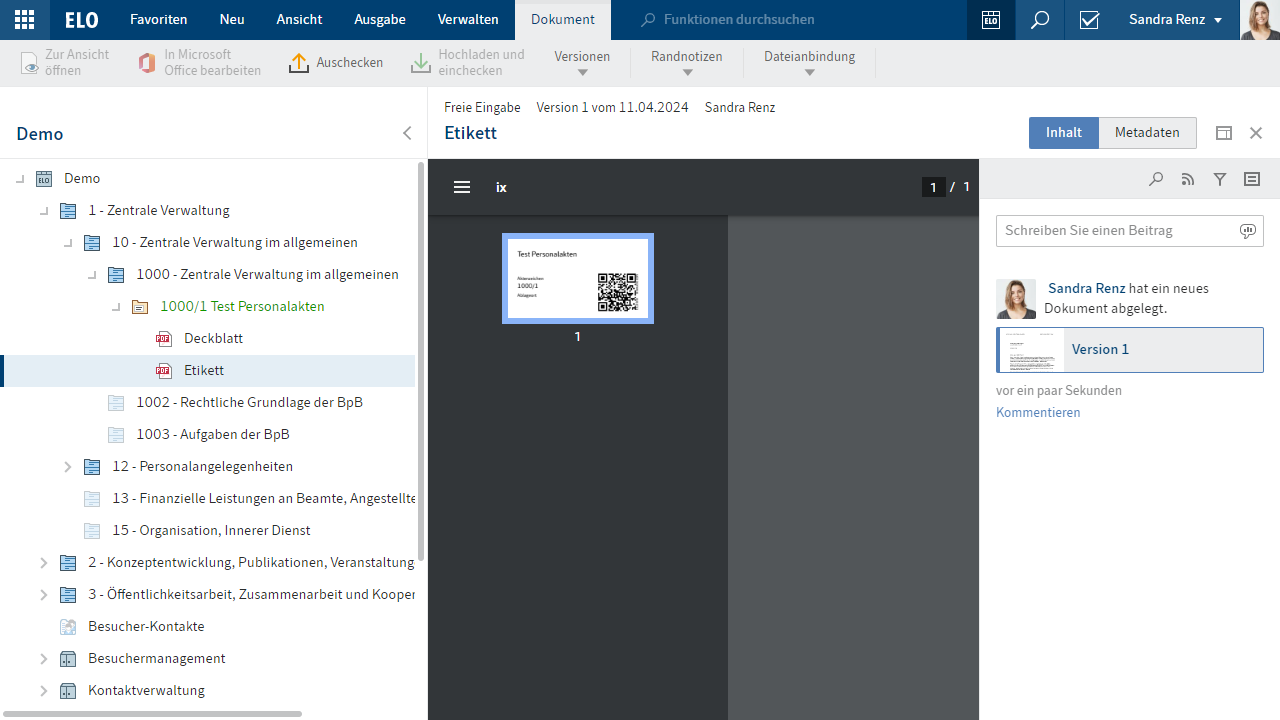 ELO Favoriten Neu Ansicht Ausgabe Verwalten Dokument Funktionen durchsuchen ELO Sandra Renz
Zur Ansicht öffnen
In Microsoft Office bearbeiten
Auschecken
Hochladen und einchecken
Versionen
Randnotizen
Dateianbindung
Demo
Freie Eingabe Version 1 vom 11.04.2024 Sandra Renz
Etikett
Inhalt Metadaten
Demo
1 - Zentrale Verwaltung
10 - Zentrale Verwaltung im allgemeinen
1000 - Zentrale Verwaltung im allgemeinen
1000/1 Test Personalakten
Deckblatt
Etikett
1002 - Rechtliche Grundlage der BpB
1003 - Aufgaben der BpB
12 - Personalangelegenheiten
13 - Finanzielle Leistungen an Beamte, Angestellte
15 - Organisation, Innerer Dienst
2 - Konzeptentwicklung, Publikationen, Veranstaltung
3 - Öffentlichkeitsarbeit, Zusammenarbeit und Kooper
Besucher-Kontakte
Besuchermanagement
Kontaktverwaltung
ix 1 / 1
Test Personalakten
Aktenzeichen
1000/1
Ablageort
1
Schreiben Sie einen Beitrag
Sandra Renz hat ein neues
Dokument abgelegt.
Version 1
vor ein paar Sekunden
Kommentieren